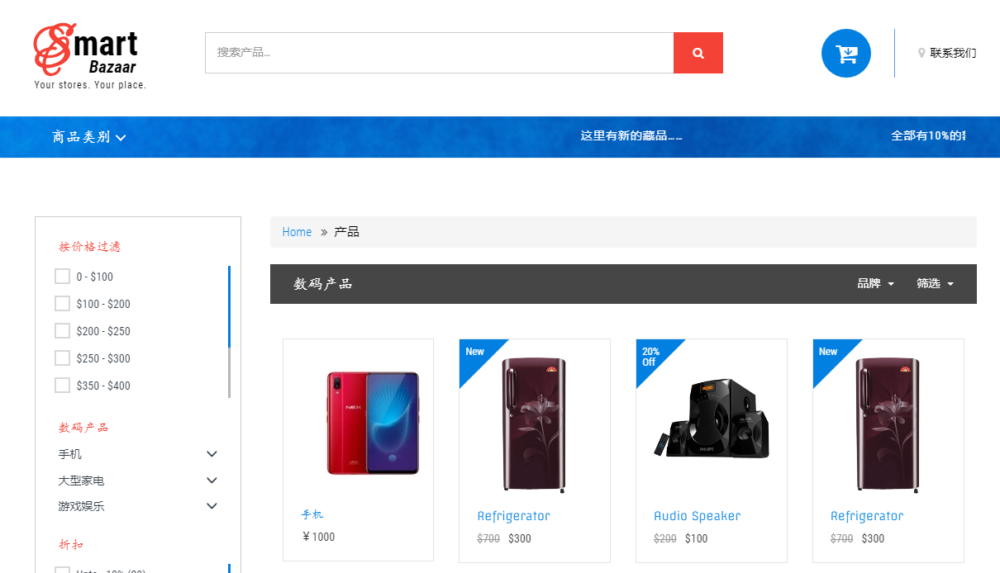 Smart
Bazaar
Your stores. Your place.
搜索产品...
联系我们
商品类别
这里有新的藏品......
全部有10%的
Home » 产品
按价格过滤
0 - $100
$100 - $200
$200 - $250
$250 - $300
$350 - $400
数码产品
手机
大型家电
游戏娱乐
折扣
数码产品
品牌
筛选
NEX
手机
￥1000
New
Refrigerator
$700 $300
20%
Off
PHILIPS
Audio Speaker
$200 $100
New
Refrigerator
$700 $300